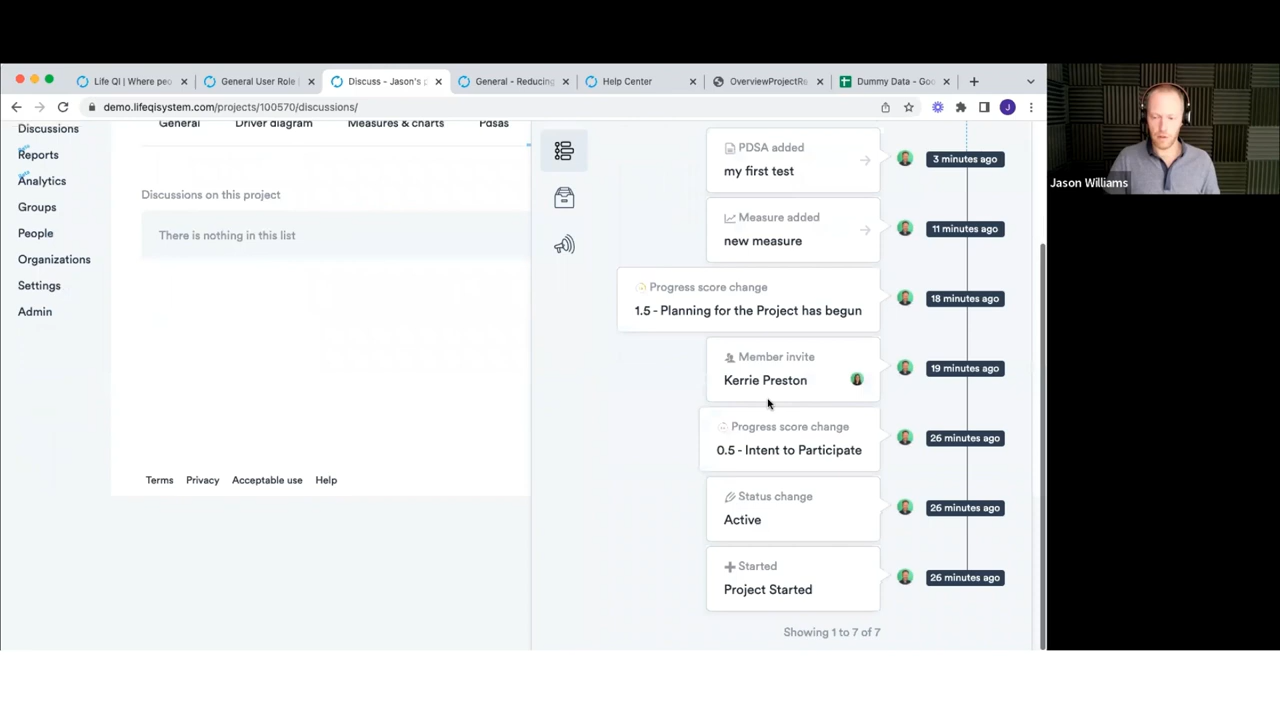 Life QI | Where peo
General User Role |
Discuss - Jason's p
General - Reducing
Help Center
OverviewProjectRe
Dummy Data - Goo
demo.lifeqisystem.com/projects/100570/discussions/
J
Discussions
Reports
Analytics
Groups
People
Organizations
Settings
Admin
General
Driver diagram
Measures & charts
Pdsas
Discussions on this project
There is nothing in this list
Terms
Privacy
Acceptable use
Help
PDSA added
my first test
3 minutes ago
Measure added
new measure
11 minutes ago
Progress score change
1.5 - Planning for the Project has begun
18 minutes ago
Member invite
Kerrie Preston
19 minutes ago
Progress score change
0.5 - Intent to Participate
26 minutes ago
Status change
Active
26 minutes ago
Started
Project Started
26 minutes ago
Showing 1 to 7 of 7
Jason Williams